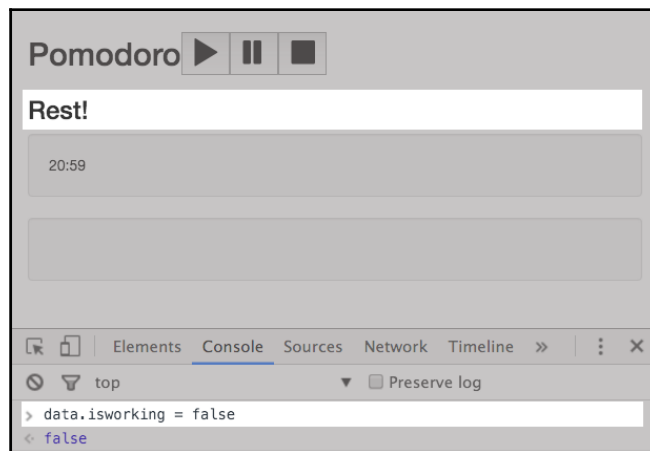 Pomodoro
Rest!
20:59
Elements Console Sources Network Timeline »
top ▼ Preserve log
> data.isworking = false
< false